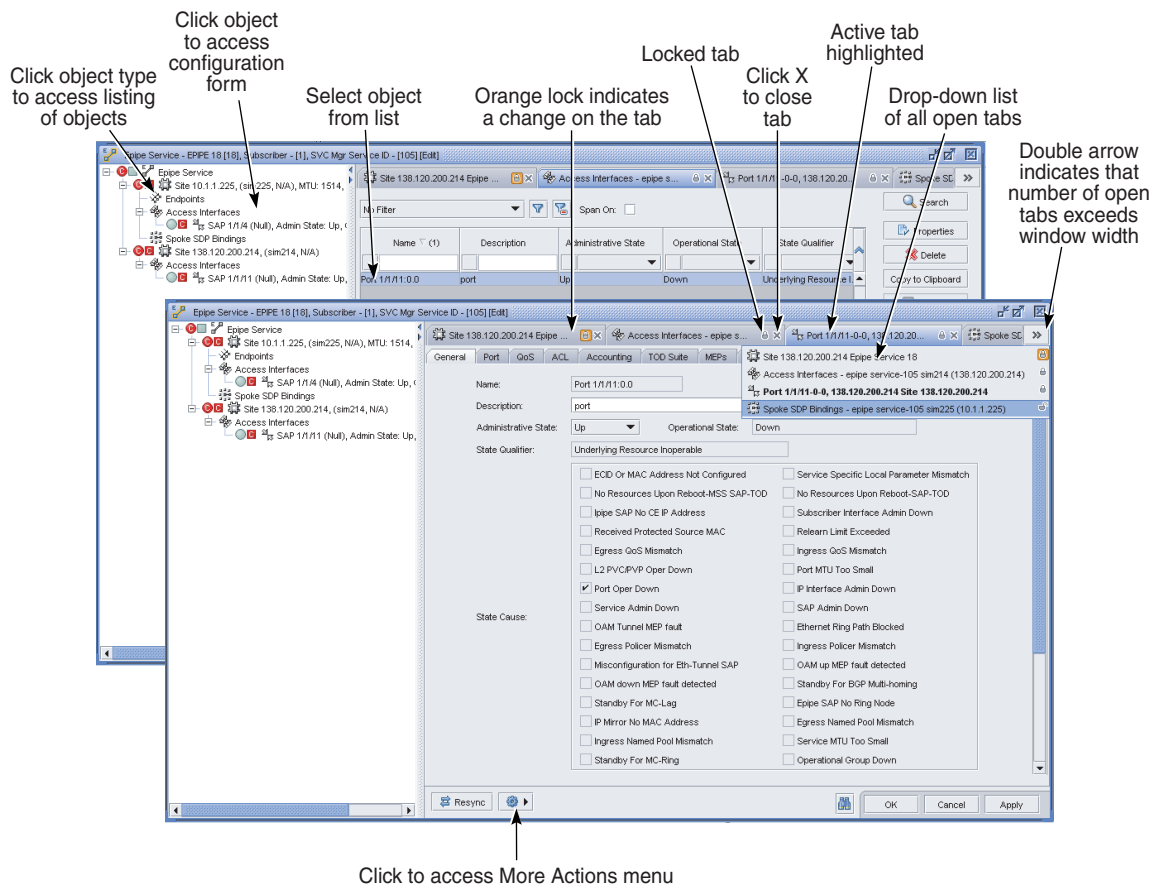 Click object
to access
configuration
form
Click object type
to access listing
of objects
Select object
from list
Orange lock indicates
a change on the tab
Locked tab
Click X
to close
tab
Active tab
highlighted
Drop-down list
of all open tabs
Double arrow
indicates that
number of open
tabs exceeds
window width
Epipe Service - EPIPE 18 [18], Subscriber - [1], SVC Mgr Service ID - [105] [Edit]
Epipe Service
Site 10.1.1.225, (sim225, N/A), MTU: 1514,
Endpoints
Access Interfaces
SAP 1/1/4 (Null), Admin State: Up,
Spoke SDP Bindings
Site 138.120.200.214, (sim214, N/A)
Access Interfaces
SAP 1/1/11 (Null), Admin State: Up,
Site 138.120.200.214 Epipe ...
Access Interfaces - epipe s...
Port 1/1/11-0-0, 138.120.20...
Spoke SD
No Filter
Span On:
Search
Name (1)
Description
Administrative State
Operational State
State Qualifier
Properties
Delete
Port 1/1/11:0.0
port
Up
Down
Underlying Resource I...
Copy to Clipboard
Epipe Service - EPIPE 18 [18], Subscriber - [1], SVC Mgr Service ID - [105] [Edit]
Epipe Service
Site 10.1.1.225, (sim225, N/A), MTU: 1514,
Endpoints
Access Interfaces
SAP 1/1/4 (Null), Admin State: Up, (
Spoke SDP Bindings
Site 138.120.200.214, (sim214, N/A)
Access Interfaces
SAP 1/1/11 (Null), Admin State: Up,
Site 138.120.200.214 Epipe ...
Access Interfaces - epipe s...
Port 1/1/11-0-0, 138.120.20...
Spoke SD
General
Port
QoS
ACL
Accounting
TOD Suite
MEPs
Site 138.120.200.214 Epipe Service 18
Access Interfaces - epipe service-105 sim214 (138.120.200.214)
Port 1/1/11-0-0, 138.120.200.214 Site 138.120.200.214
Spoke SDP Bindings - epipe service-105 sim225 (10.1.1.225)
Name:
Port 1/1/11:0.0
Description:
port
Administrative State:
Up
Operational State:
Down
State Qualifier:
Underlying Resource Inoperable
State Cause:
ECID Or MAC Address Not Configured
Service Specific Local Parameter Mismatch
No Resources Upon Reboot-MSS SAP-TOD
No Resources Upon Reboot-SAP-TOD
Ipipe SAP No CE IP Address
Subscriber Interface Admin Down
Received Protected Source MAC
Relearn Limit Exceeded
Egress QoS Mismatch
Ingress QoS Mismatch
L2 PVC/PVP Oper Down
Port MTU Too Small
Port Oper Down
IP Interface Admin Down
Service Admin Down
SAP Admin Down
OAM Tunnel MEP fault
Ethernet Ring Path Blocked
Egress Policer Mismatch
Ingress Policer Mismatch
Misconfiguration for Eth-Tunnel SAP
OAM up MEP fault detected
OAM down MEP fault detected
Standby For BGP Multi-homing
Standby For MC-Lag
Epipe SAP No Ring Node
IP Mirror No MAC Address
Egress Named Pool Mismatch
Ingress Named Pool Mismatch
Service MTU Too Small
Standby For MC-Ring
Operational Group Down
Resync
OK
Cancel
Apply
Click to access More Actions menu